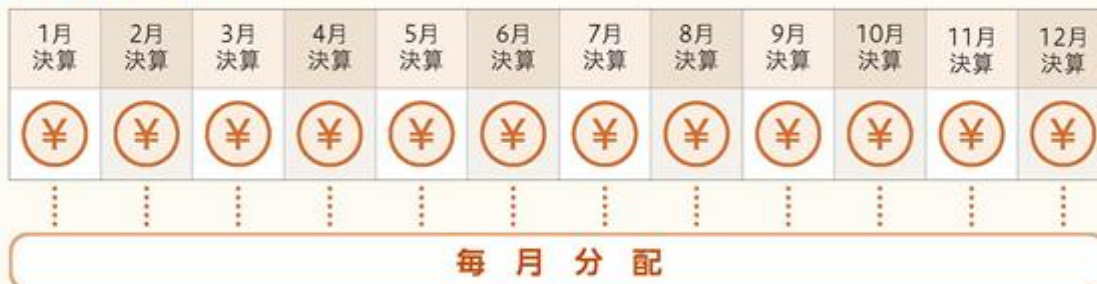 1月 2月 3月 4月 5月 6月 7月 8月 9月 10月 11月 12月
決算 決算 決算 決算 決算 決算 決算 決算 決算 決算 決算 決算
¥ ¥ ¥ ¥ ¥ ¥ ¥ ¥ ¥ ¥ ¥ ¥
毎月分配